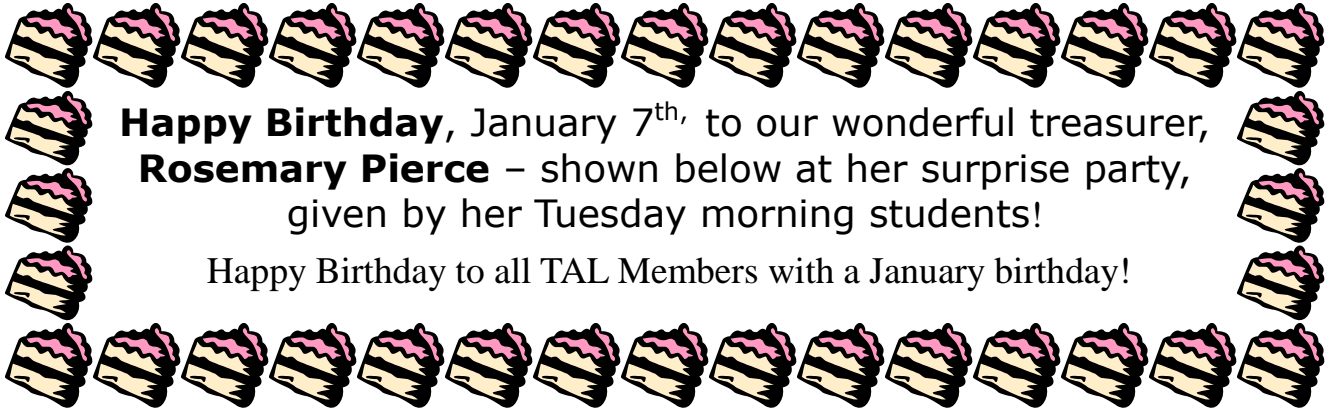 Happy Birthday, January 7th, to our wonderful treasurer,
Rosemary Pierce – shown below at her surprise party,
given by her Tuesday morning students!
Happy Birthday to all TAL Members with a January birthday!